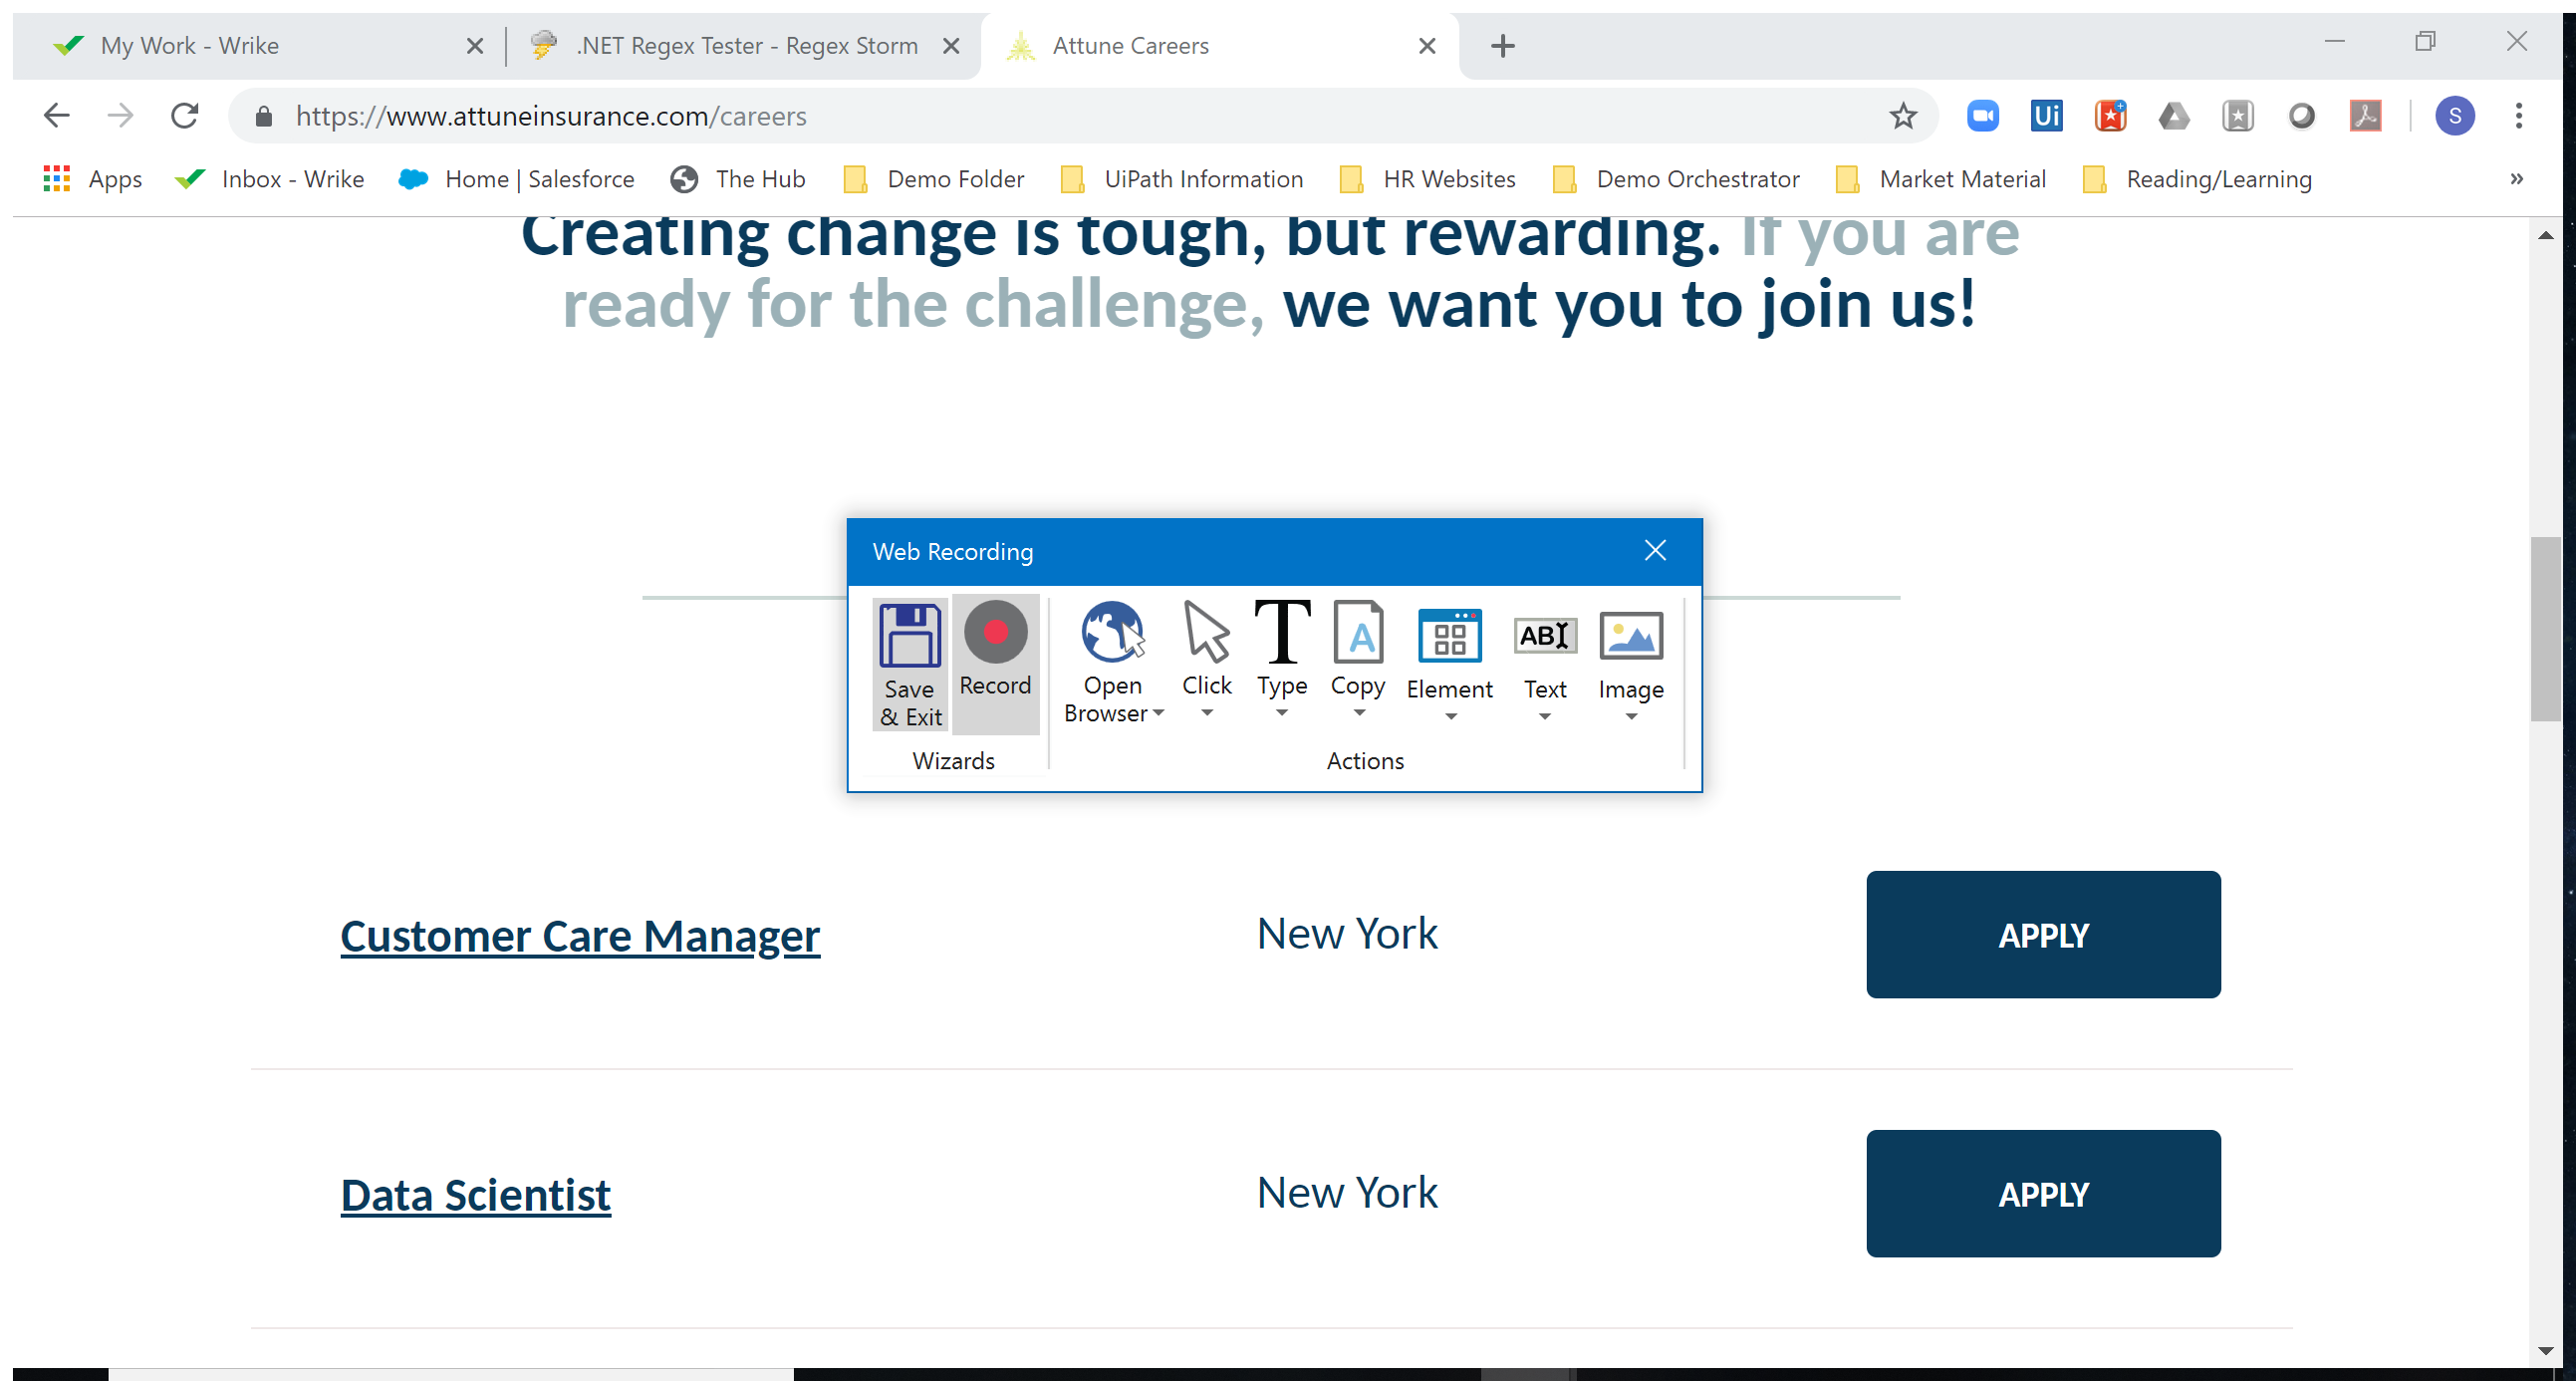 My Work - Wrike
.NET Regex Tester - Regex Storm
Attune Careers
https://www.attuneinsurance.com/careers
Ui
S
Apps
Inbox - Wrike
Home | Salesforce
The Hub
Demo Folder
UiPath Information
HR Websites
Demo Orchestrator
Market Material
Reading/Learning
»
Creating change is tough, but rewarding. If you are
ready for the challenge, we want you to join us!
Web Recording
Save
& Exit
Record
Open
Browser
Click
Type
Copy
Element
Text
Image
Wizards
Actions
Customer Care Manager
New York
APPLY
Data Scientist
New York
APPLY